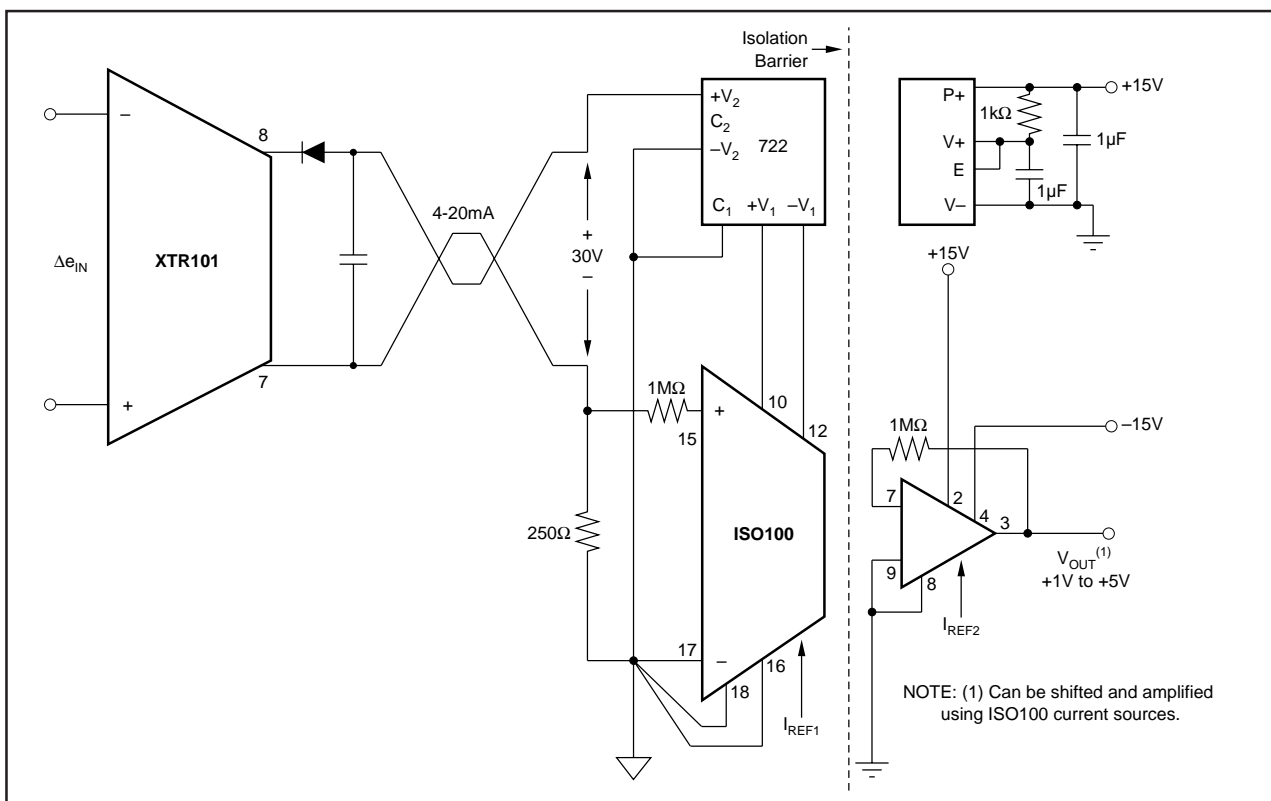 Isolation
Barrier
+V2
C2
–V2
722
C1 +V1 –V1
P+
V+
E
V–
1kΩ
1µF
1µF
+15V
–
8
ΔeIN
XTR101
+
7
4-20mA
+
30V
–
+15V
–15V
1MΩ
+
15
10
12
250Ω
ISO100
17
–
18
16
IREF1
1MΩ
7
2
4
3
9
8
VOUT(1)
+1V to +5V
IREF2
NOTE: (1) Can be shifted and amplified
using ISO100 current sources.